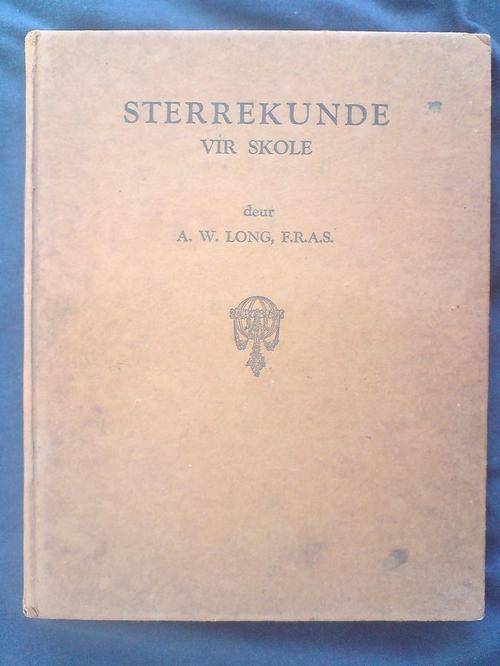 STERREKUNDE
VIR SKOLE
deur
A. W. LONG, F.R.A.S.